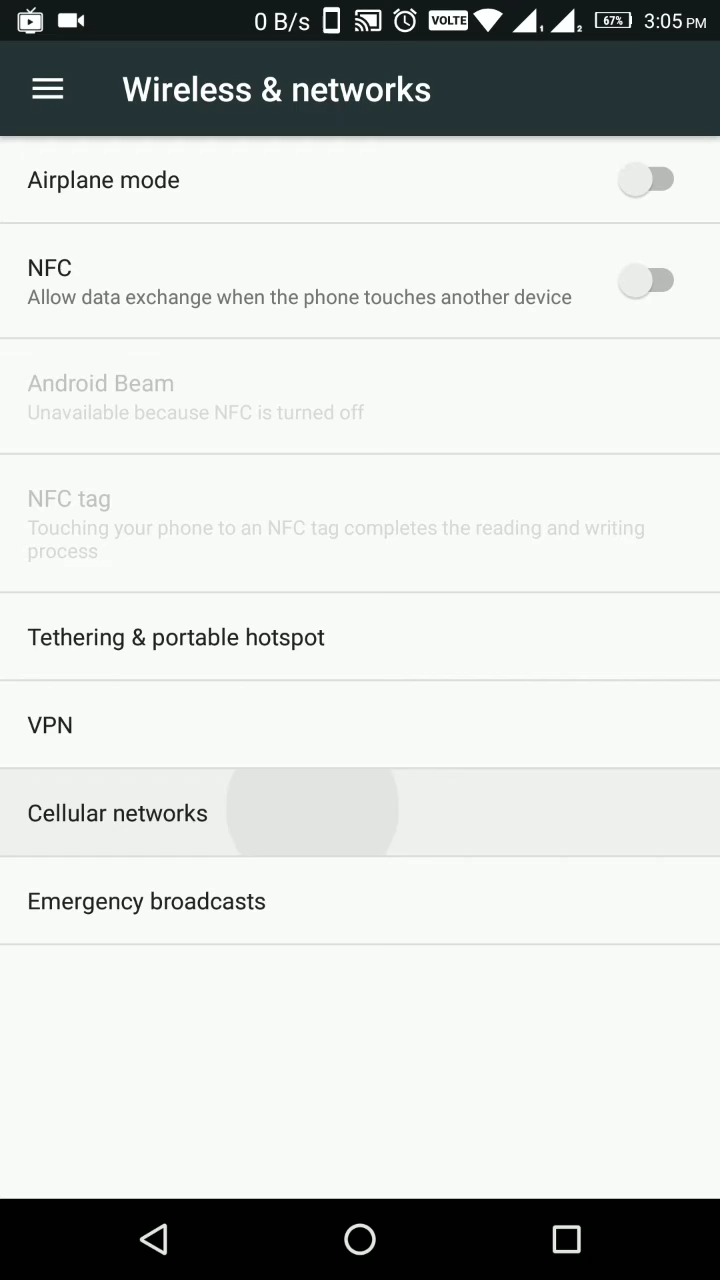 0 B/s VOLTE 1 2 67% 3:05 PM
Wireless & networks
Airplane mode
NFC
Allow data exchange when the phone touches another device
Android Beam
Unavailable because NFC is turned off
NFC tag
Touching your phone to an NFC tag completes the reading and writing
process
Tethering & portable hotspot
VPN
Cellular networks
Emergency broadcasts